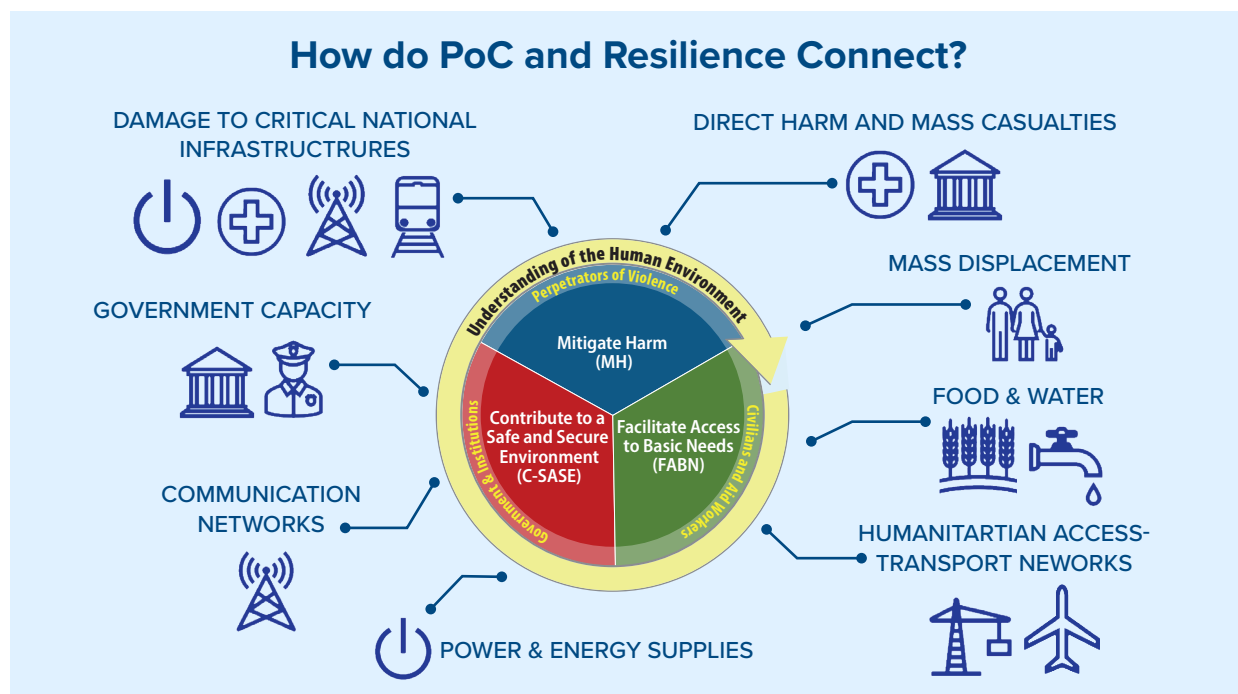 How do PoC and Resilience Connect?
DAMAGE TO CRITICAL NATIONAL
INFRASTRUCTRURES
DIRECT HARM AND MASS CASUALTIES
MASS DISPLACEMENT
GOVERNMENT CAPACITY
FOOD & WATER
COMMUNICATION
NETWORKS
HUMANITARTIAN ACCESS-
TRANSPORT NEWORKS
POWER & ENERGY SUPPLIES
Understanding of the Human Environment
Perpetrators of Violence
Mitigate Harm
(MH)
Government & Institutions
Contribute to a
Safe and Secure
Environment
(C-SASE)
Facilitate Access
to Basic Needs
(FABN)
Civilians and Aid Workers